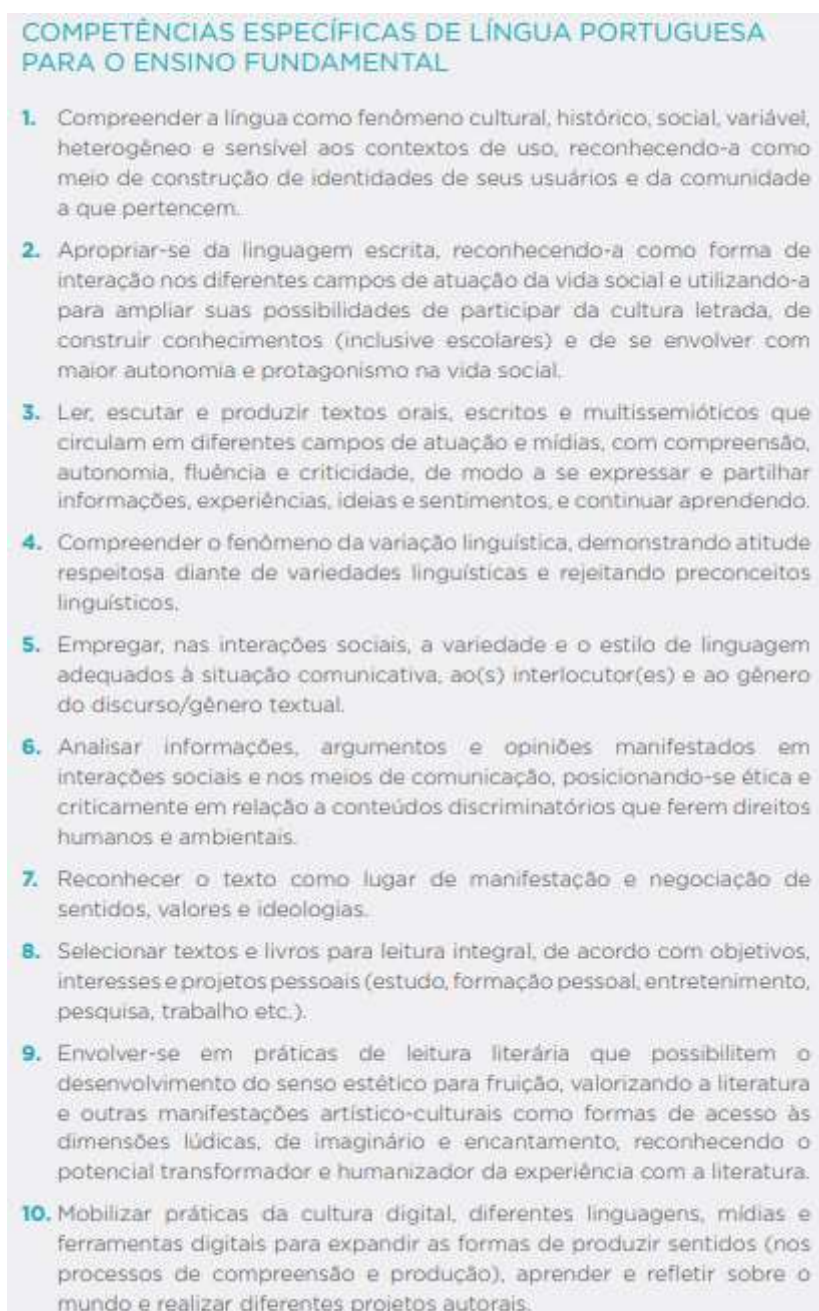 COMPETÊNCIAS ESPECÍFICAS DE LÍNGUA PORTUGUESA
PARA O ENSINO FUNDAMENTAL
1. Compreender a língua como fenômeno cultural, histórico, social, variável,
heterogêneo e sensível aos contextos de uso, reconhecendo-a como
meio de construção de identidades de seus usuários e da comunidade
a que pertencem.
2. Apropriar-se da linguagem escrita, reconhecendo-a como forma de
interação nos diferentes campos de atuação da vida social e utilizando-a
para ampliar suas possibilidades de participar da cultura letrada, de
construir conhecimentos (inclusive escolares) e de se envolver com
maior autonomia e protagonismo na vida social.
3. Ler, escutar e produzir textos orais, escritos e multissemióticos que
circulam em diferentes campos de atuação e mídias, com compreensão,
autonomia, fluência e criticidade, de modo a se expressar e partilhar
informações, experiências, ideias e sentimentos, e continuar aprendendo.
4. Compreender o fenômeno da variação linguística, demonstrando atitude
respeitosa diante de variedades linguísticas e rejeitando preconceitos
linguísticos.
5. Empregar, nas interações sociais, a variedade e o estilo de linguagem
adequados à situação comunicativa, ao(s) interlocutor(es) e ao gênero
do discurso/gênero textual.
6. Analisar informações, argumentos e opiniões manifestados em
interações sociais e nos meios de comunicação, posicionando-se ética e
criticamente em relação a conteúdos discriminatórios que ferem direitos
humanos e ambientais.
7. Reconhecer o texto como lugar de manifestação e negociação de
sentidos, valores e ideologias.
8. Selecionar textos e livros para leitura integral, de acordo com objetivos,
interesses e projetos pessoais (estudo, formação pessoal, entretenimento,
pesquisa, trabalho etc.).
9. Envolver-se em práticas de leitura literária que possibilitem o
desenvolvimento do senso estético para fruição, valorizando a literatura
e outras manifestações artístico-culturais como formas de acesso às
dimensões lúdicas, de imaginário e encantamento, reconhecendo o
potencial transformador e humanizador da experiência com a literatura.
10. Mobilizar práticas da cultura digital, diferentes linguagens, mídias e
ferramentas digitais para expandir as formas de produzir sentidos (nos
processos de compreensão e produção), aprender e refletir sobre o
mundo e realizar diferentes projetos autorais.